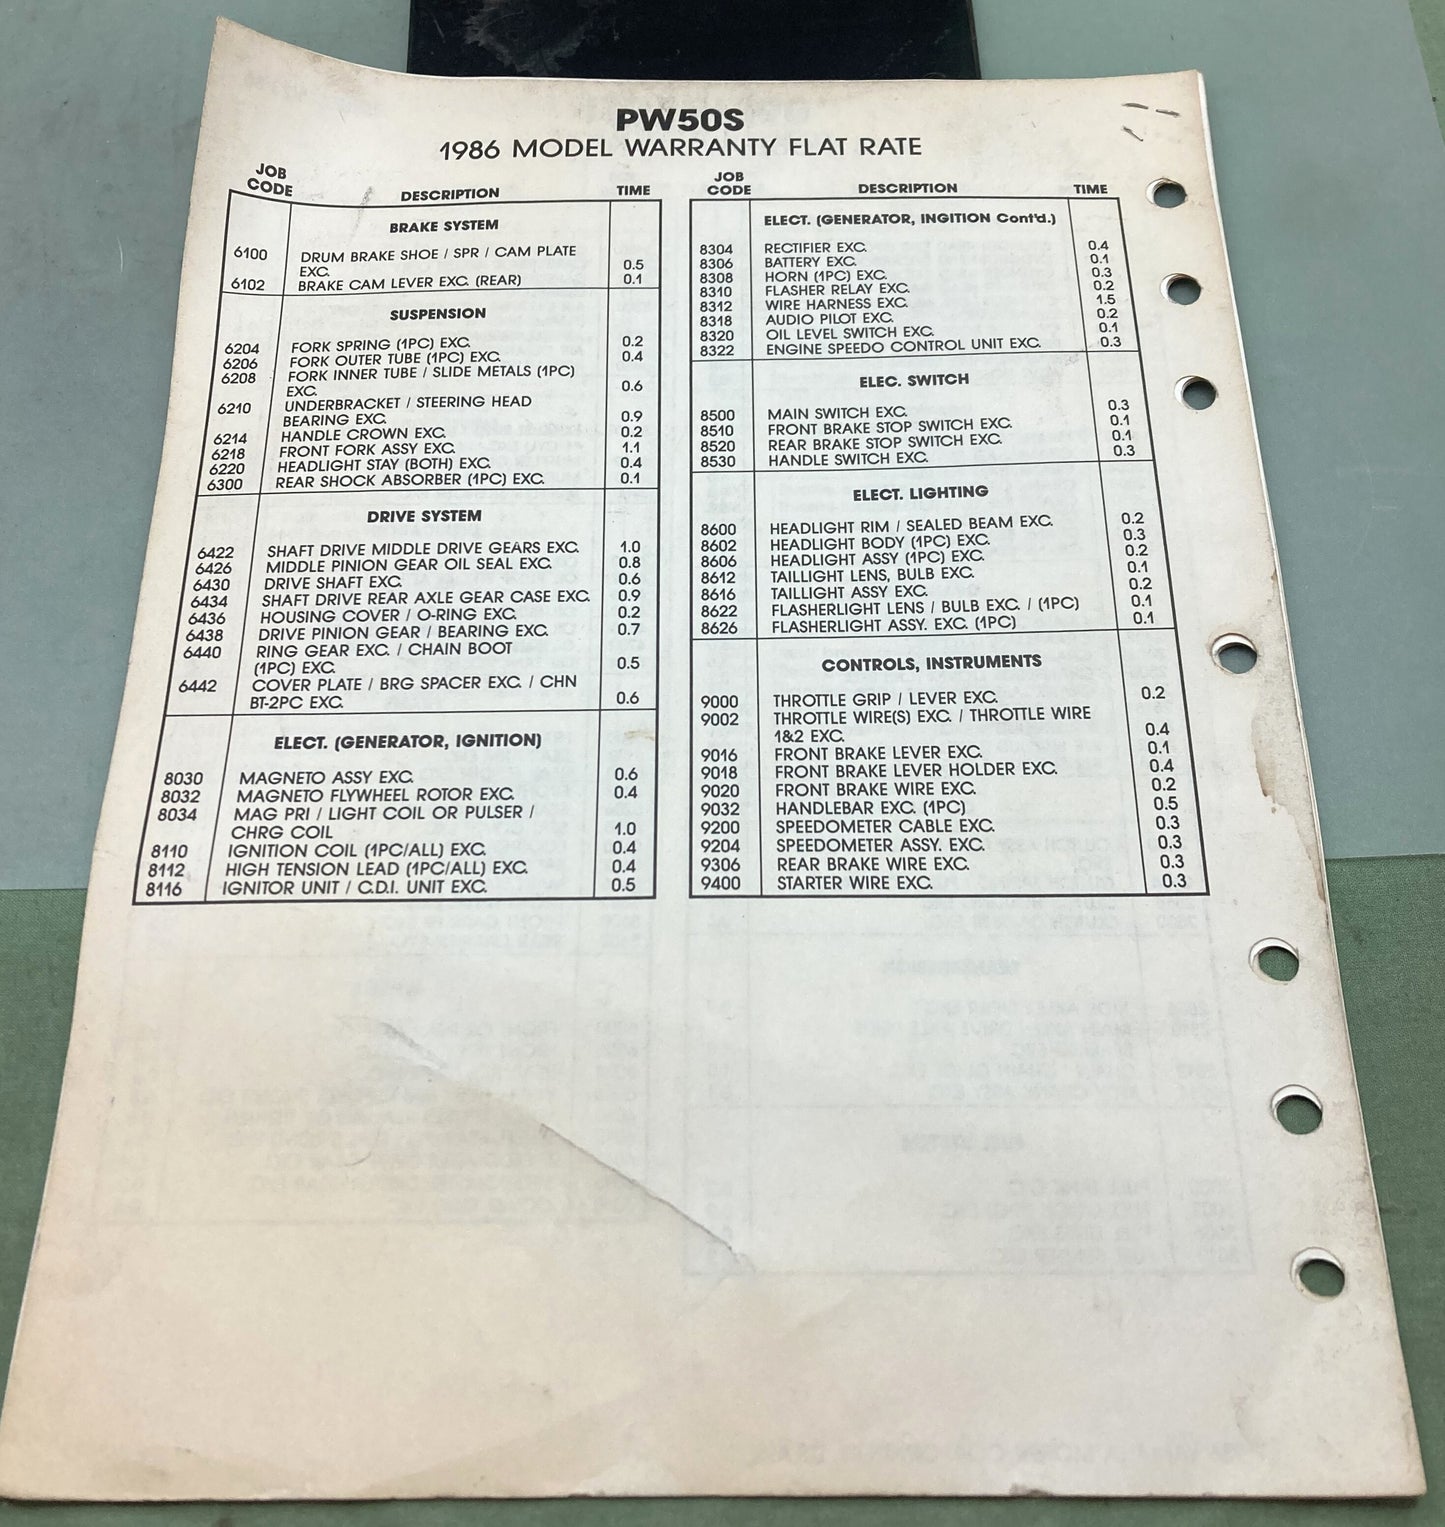 PW50S
1986 MODEL WARRANTY FLAT RATE
JOB CODE DESCRIPTION TIME
BRAKE SYSTEM
6100 DRUM BRAKE SHOE / SPR / CAM PLATE
EXC. 0.5
6102 BRAKE CAM LEVER EXC. (REAR) 0.1
SUSPENSION
6204 FORK SPRING (1PC) EXC. 0.2
6206 FORK OUTER TUBE (1PC) EXC. 0.4
6208 FORK INNER TUBE / SLIDE METALS (1PC)
EXC. 0.6
6210 UNDERBRACKET / STEERING HEAD
BEARING EXC. 0.9
6214 HANDLE CROWN EXC. 0.2
6218 FRONT FORK ASSY EXC. 1.1
6220 HEADLIGHT STAY (BOTH) EXC. 0.4
6300 REAR SHOCK ABSORBER (1PC) EXC. 0.1
DRIVE SYSTEM
6422 SHAFT DRIVE MIDDLE DRIVE GEARS EXC. 1.0
6426 MIDDLE PINION GEAR OIL SEAL EXC. 0.8
6430 DRIVE SHAFT EXC. 0.6
6434 SHAFT DRIVE REAR AXLE GEAR CASE EXC. 0.9
6436 HOUSING COVER / O-RING EXC. 0.2
6438 DRIVE PINION GEAR / BEARING EXC. 0.7
6440 RING GEAR EXC. / CHAIN BOOT
(1PC) EXC. 0.5
6442 COVER PLATE / BRG SPACER EXC. / CHN
BT-2PC EXC. 0.6
ELECT. (GENERATOR, IGNITION)
8030 MAGNETO ASSY EXC. 0.6
8032 MAGNETO FLYWHEEL ROTOR EXC. 0.4
8034 MAG PRI / LIGHT COIL OR PULSER /
CHRG COIL 1.0
8110 IGNITION COIL (1PC/ALL) EXC. 0.4
8112 HIGH TENSION LEAD (1PC/ALL) EXC. 0.4
8116 IGNITOR UNIT / C.D.I. UNIT EXC. 0.5
JOB CODE DESCRIPTION TIME
ELECT. (GENERATOR, INGITION Cont'd.)
8304 RECTIFIER EXC. 0.4
8306 BATTERY EXC. 0.1
8308 HORN (1PC) EXC. 0.3
8310 FLASHER RELAY EXC. 0.2
8312 WIRE HARNESS EXC. 1.5
8318 AUDIO PILOT EXC. 0.2
8320 OIL LEVEL SWITCH EXC. 0.1
8322 ENGINE SPEEDO CONTROL UNIT EXC. 0.3
ELEC. SWITCH
8500 MAIN SWITCH EXC. 0.3
8510 FRONT BRAKE STOP SWITCH EXC. 0.1
8520 REAR BRAKE STOP SWITCH EXC. 0.1
8530 HANDLE SWITCH EXC. 0.3
ELECT. LIGHTING
8600 HEADLIGHT RIM / SEALED BEAM EXC. 0.2
8602 HEADLIGHT BODY (1PC) EXC. 0.3
8606 HEADLIGHT ASSY (1PC) EXC. 0.2
8612 TAILLIGHT LENS, BULB EXC. 0.1
8616 TAILLIGHT ASSY EXC. 0.2
8622 FLASHERLIGHT LENS / BULB EXC. / (1PC) 0.1
8626 FLASHERLIGHT ASSY. EXC. (1PC) 0.1
CONTROLS, INSTRUMENTS
9000 THROTTLE GRIP / LEVER EXC. 0.2
9002 THROTTLE WIRE(S) EXC. / THROTTLE WIRE
1&2 EXC. 0.4
9016 FRONT BRAKE LEVER EXC. 0.1
9018 FRONT BRAKE LEVER HOLDER EXC. 0.4
9020 FRONT BRAKE WIRE EXC. 0.2
9032 HANDLEBAR EXC. (1PC) 0.5
9200 SPEEDOMETER CABLE EXC. 0.3
9204 SPEEDOMETER ASSY. EXC. 0.3
9306 REAR BRAKE WIRE EXC. 0.3
9400 STARTER WIRE EXC. 0.3